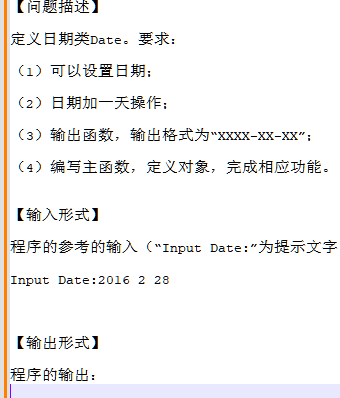 【问题描述】
定义日期类Date。要求：
（1）可以设置日期；
（2）日期加一天操作；
（3）输出函数，输出格式为“XXXX-XX-XX”；
（4）编写主函数，定义对象，完成相应功能。
【输入形式】
程序的参考的输入（“Input Date:”为提示文字
Input Date:2016 2 28
【输出形式】
程序的输出：